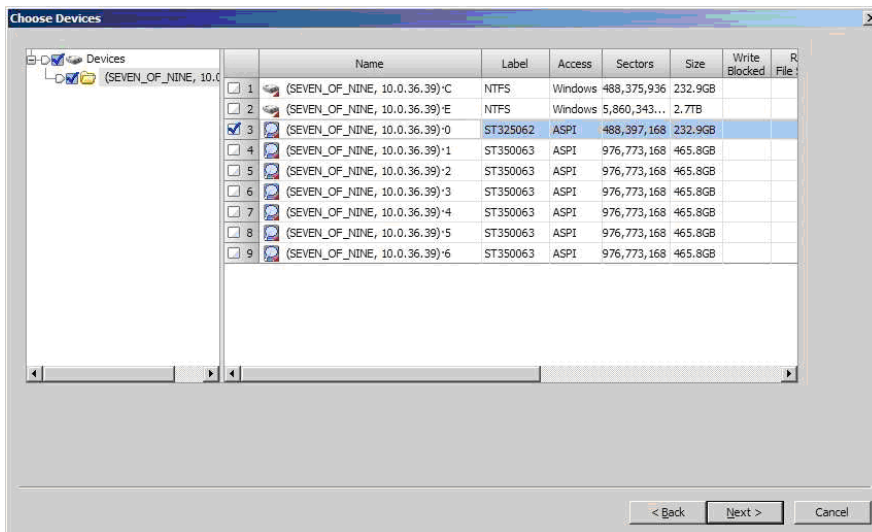 Choose Devices
Devices
(SEVEN_OF_NINE, 10.0
Name Label Access Sectors Size Write Blocked R File S
1 (SEVEN_OF_NINE, 10.0.36.39)·C NTFS Windows 488,375,936 232.9GB
2 (SEVEN_OF_NINE, 10.0.36.39)·E NTFS Windows 5,860,343... 2.7TB
3 (SEVEN_OF_NINE, 10.0.36.39)·0 ST325062 ASPI 488,397,168 232.9GB
4 (SEVEN_OF_NINE, 10.0.36.39)·1 ST350063 ASPI 976,773,168 465.8GB
5 (SEVEN_OF_NINE, 10.0.36.39)·2 ST350063 ASPI 976,773,168 465.8GB
6 (SEVEN_OF_NINE, 10.0.36.39)·3 ST350063 ASPI 976,773,168 465.8GB
7 (SEVEN_OF_NINE, 10.0.36.39)·4 ST350063 ASPI 976,773,168 465.8GB
8 (SEVEN_OF_NINE, 10.0.36.39)·5 ST350063 ASPI 976,773,168 465.8GB
9 (SEVEN_OF_NINE, 10.0.36.39)·6 ST350063 ASPI 976,773,168 465.8GB
< Back Next > Cancel